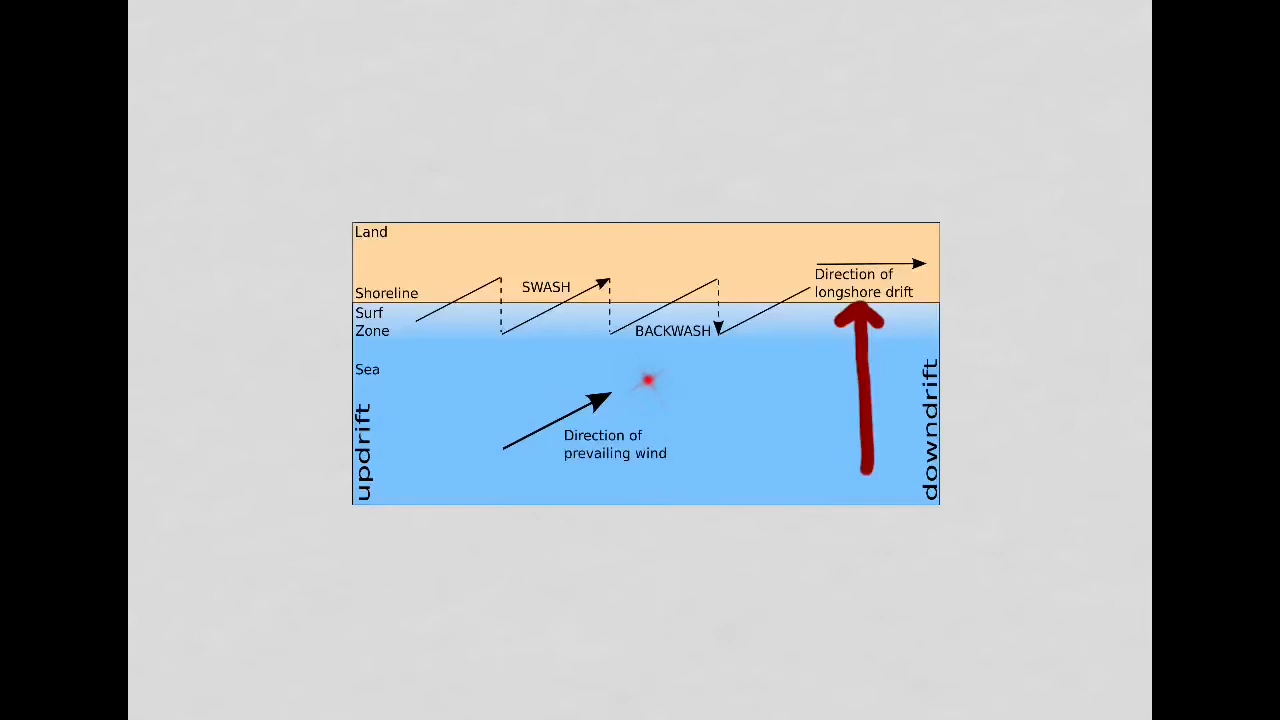 Land
SWASH
Direction of
longshore drift
Shoreline
Surf
Zone
BACKWASH
Sea
Direction of
prevailing wind
updrift
downdrift